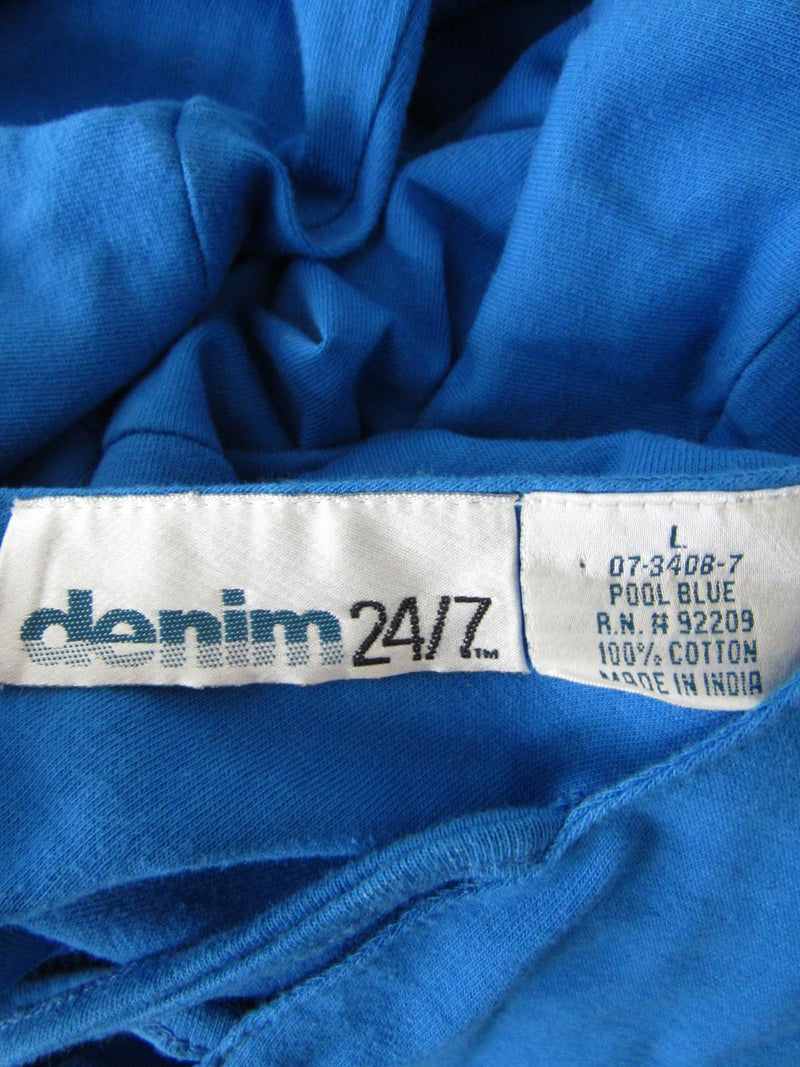 denim 24/7™
L
07-3408-7
POOL BLUE
R.N. # 92209
100% COTTON
MADE IN INDIA